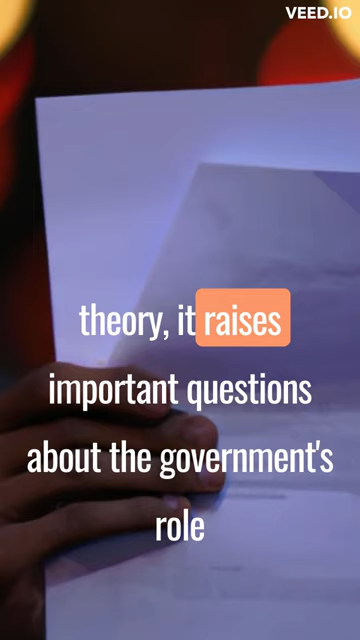 VEED.IO
theory, it raises
important questions
about the government's
role